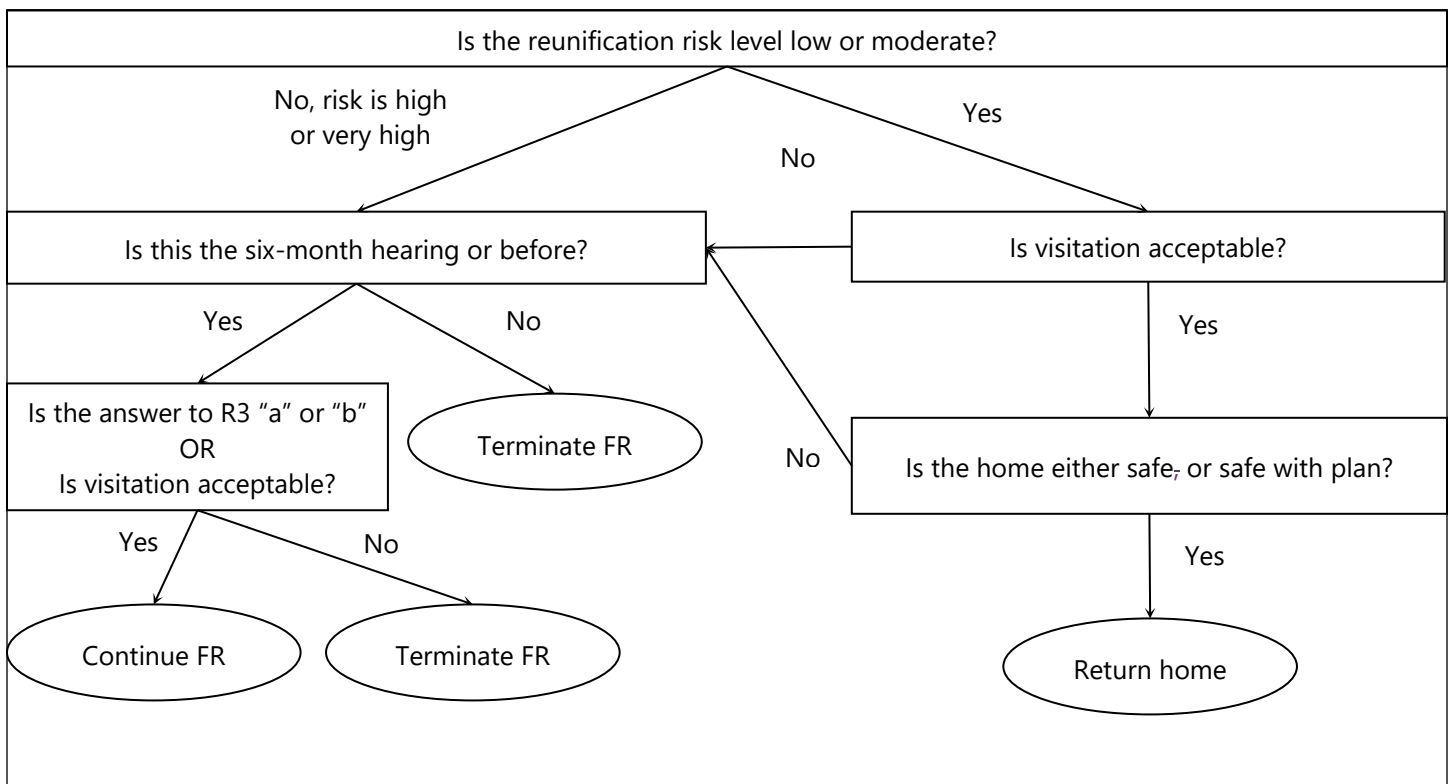 Is the reunification risk level low or moderate?
No, risk is high
or very high
Yes
No
Is this the six-month hearing or before?
Is visitation acceptable?
Yes
No
Yes
Is the answer to R3 “a” or “b”
OR
Is visitation acceptable?
Terminate FR
No
Is the home either safe, or safe with plan?
Yes
No
Yes
Continue FR
Terminate FR
Return home